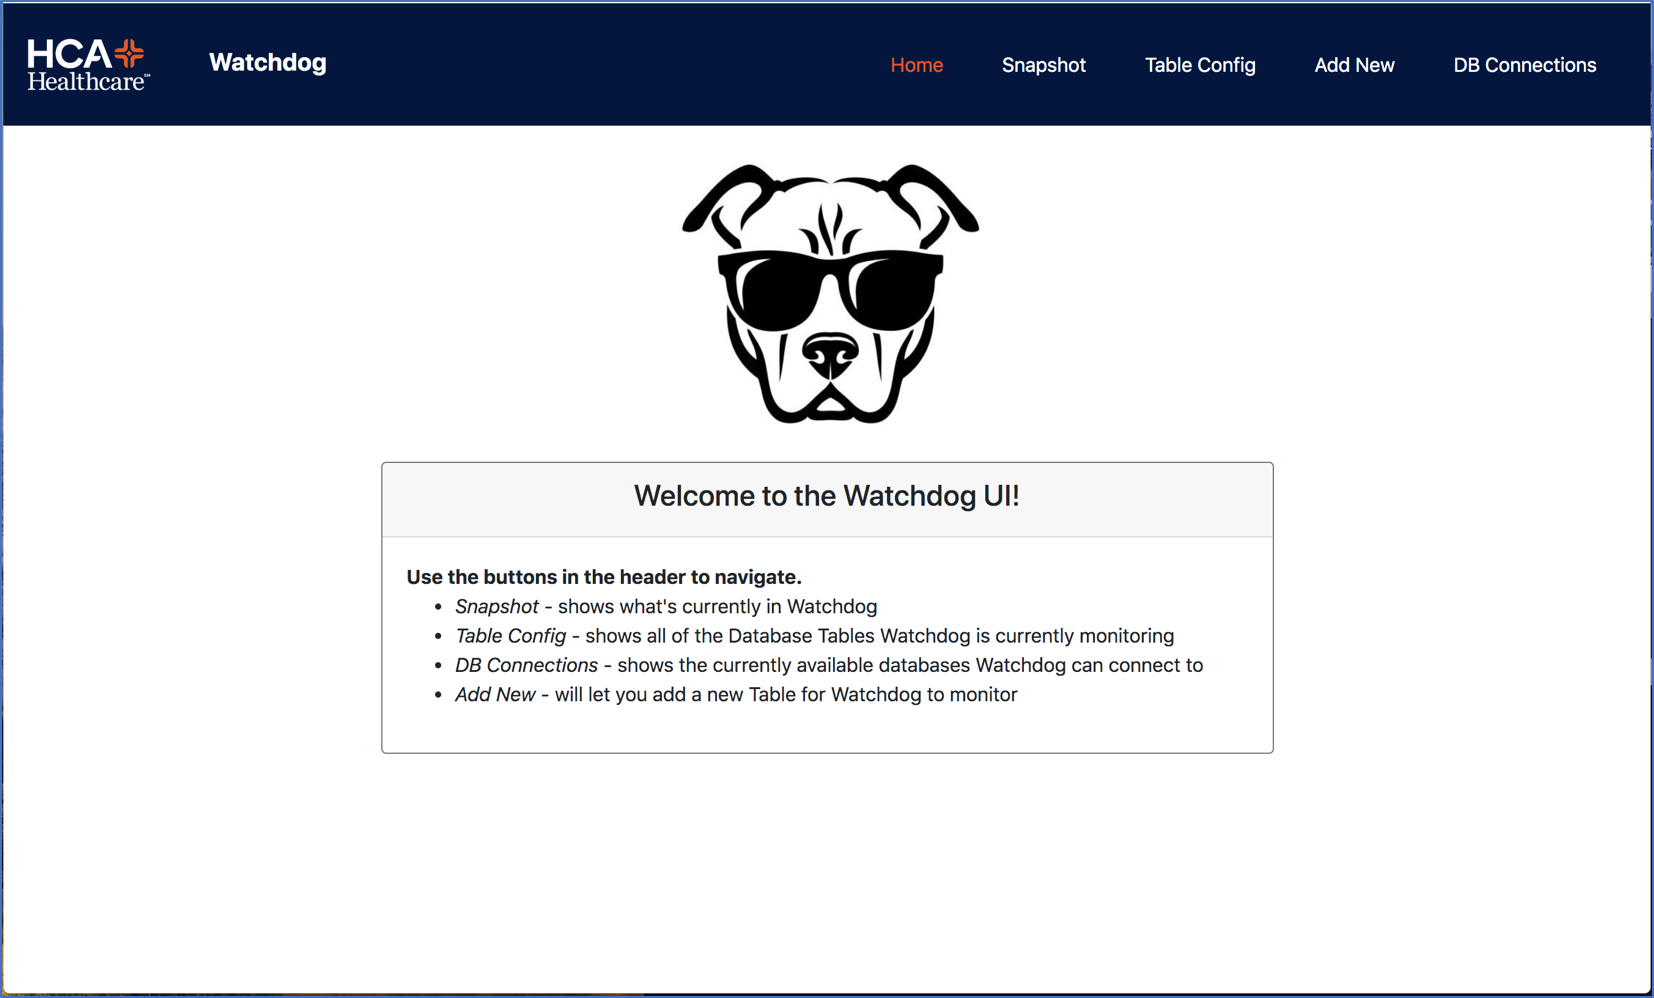 HCA
Healthcare℠
Watchdog
Home
Snapshot
Table Config
Add New
DB Connections
Welcome to the Watchdog UI!
Use the buttons in the header to navigate.
• Snapshot - shows what's currently in Watchdog
• Table Config - shows all of the Database Tables Watchdog is currently monitoring
• DB Connections - shows the currently available databases Watchdog can connect to
• Add New - will let you add a new Table for Watchdog to monitor